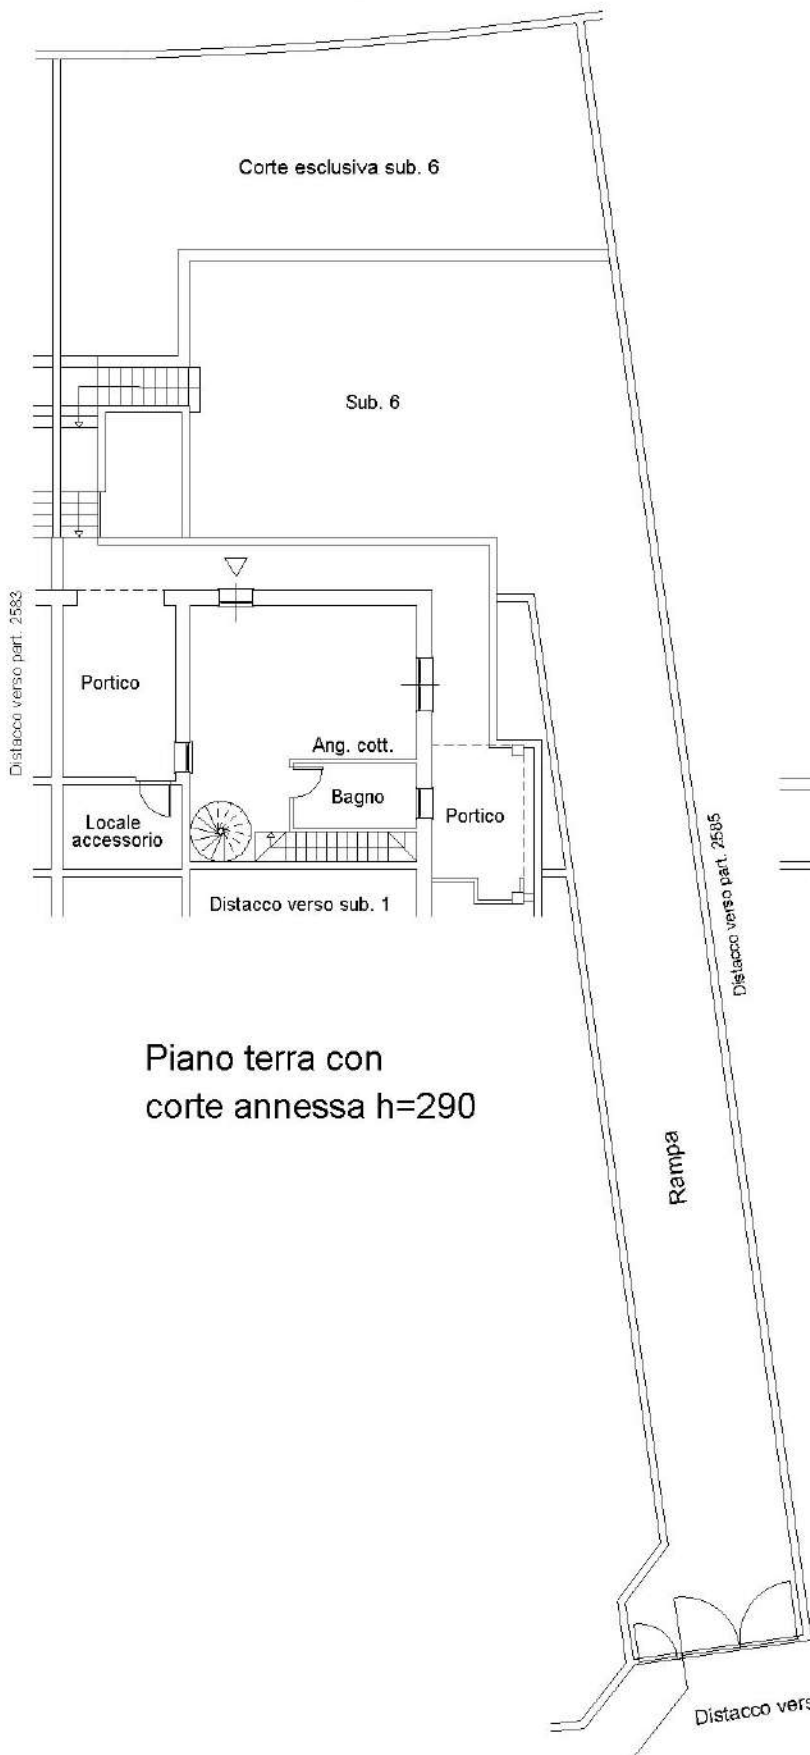 Corte esclusiva sub. 6
Sub. 6
Distacco verso part. 2583
Portico
Ang. cott.
Bagno
Portico
Locale
accessorio
Distacco verso sub. 1
Distacco verso part. 2585
Piano terra con
corte annessa h=290
Rampa
Distacco vers